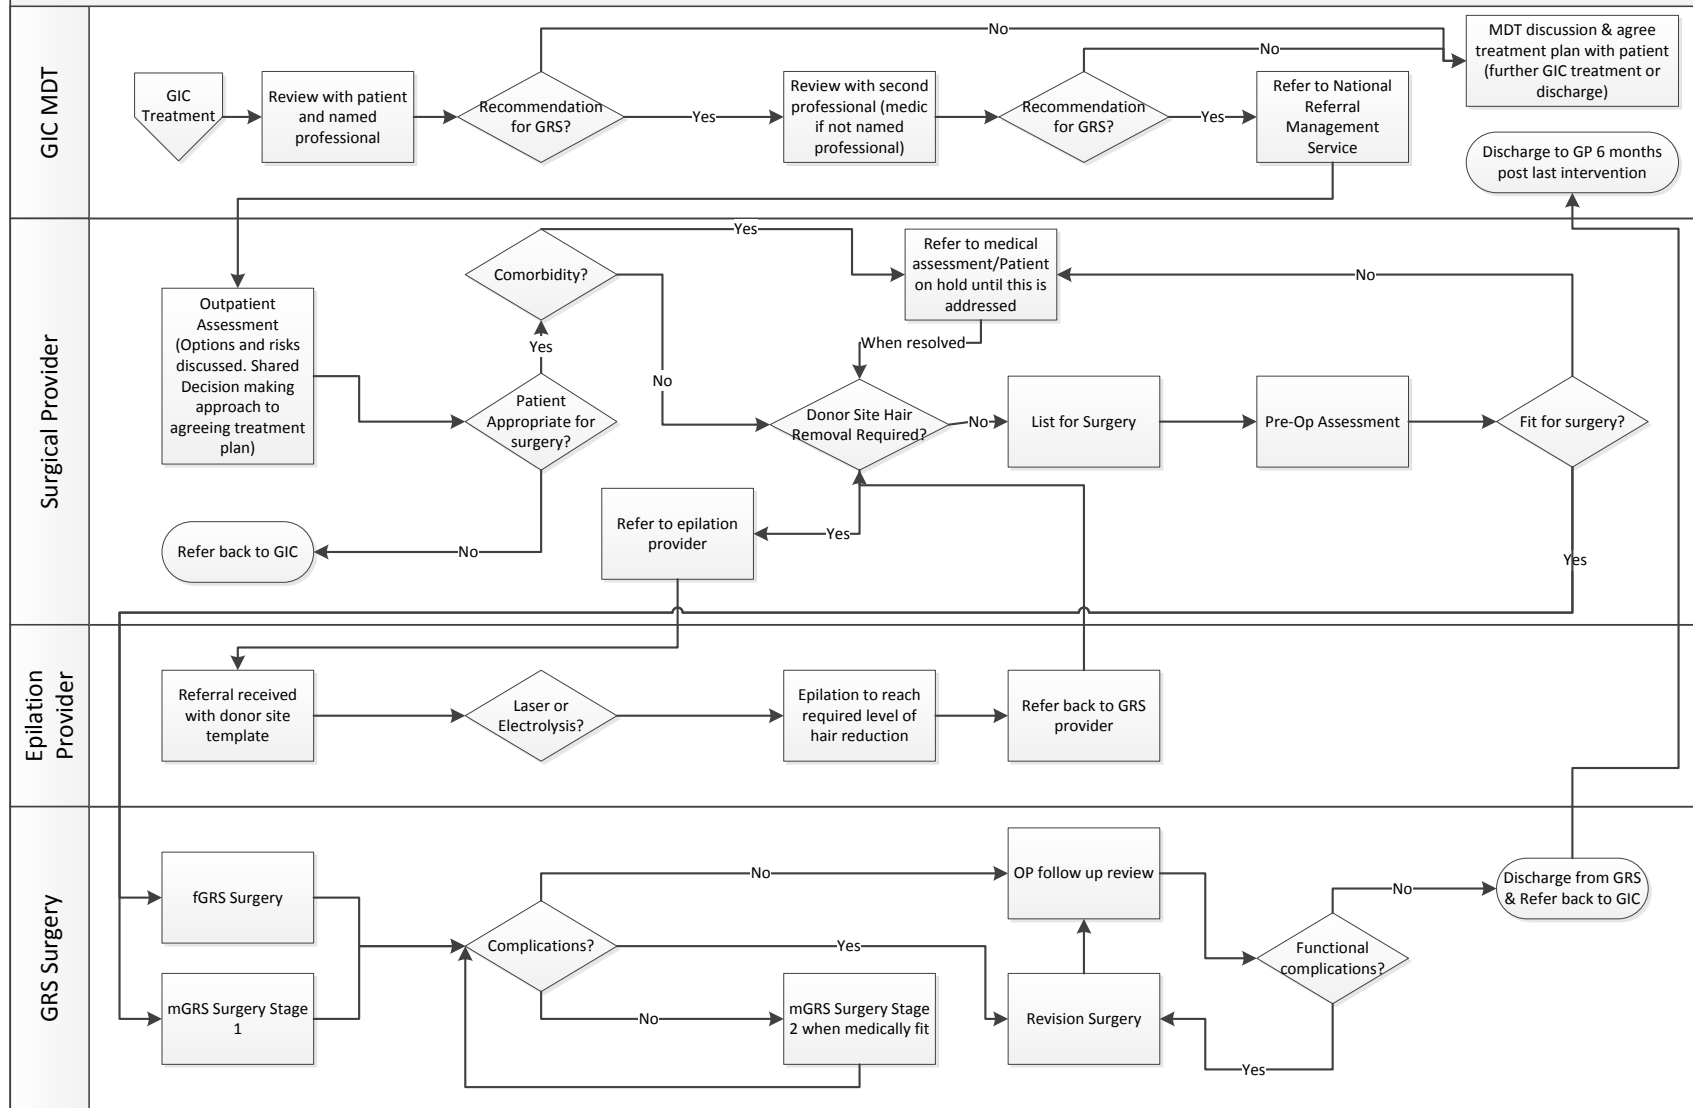 GIC MDT
GIC
Treatment
Review with patient
and named
professional
Recommendation
for GRS?
No
Yes
Review with second
professional (medic
if not named
professional)
Recommendation
for GRS?
No
Yes
Refer to National
Referral
Management
Service
MDT discussion & agree
treatment plan with patient
(further GIC treatment or
discharge)
Discharge to GP 6 months
post last intervention
Surgical Provider
Outpatient
Assessment
(Options and risks
discussed. Shared
Decision making
approach to
agreeing treatment
plan)
Patient
Appropriate for
surgery?
Yes
No
Refer back to GIC
Comorbidity?
Yes
No
Refer to medical
assessment/Patient
on hold until this is
addressed
When resolved
Donor Site Hair
Removal Required?
No
Yes
Refer to epilation
provider
List for Surgery
Pre-Op Assessment
Fit for surgery?
No
Yes
Epilation
Provider
Referral received
with donor site
template
Laser or
Electrolysis?
Epilation to reach
required level of
hair reduction
Refer back to GRS
provider
GRS Surgery
fGRS Surgery
mGRS Surgery Stage
1
Complications?
No
Yes
No
mGRS Surgery Stage
2 when medically fit
OP follow up review
Revision Surgery
Functional
complications?
No
Yes
Discharge from GRS
& Refer back to GIC